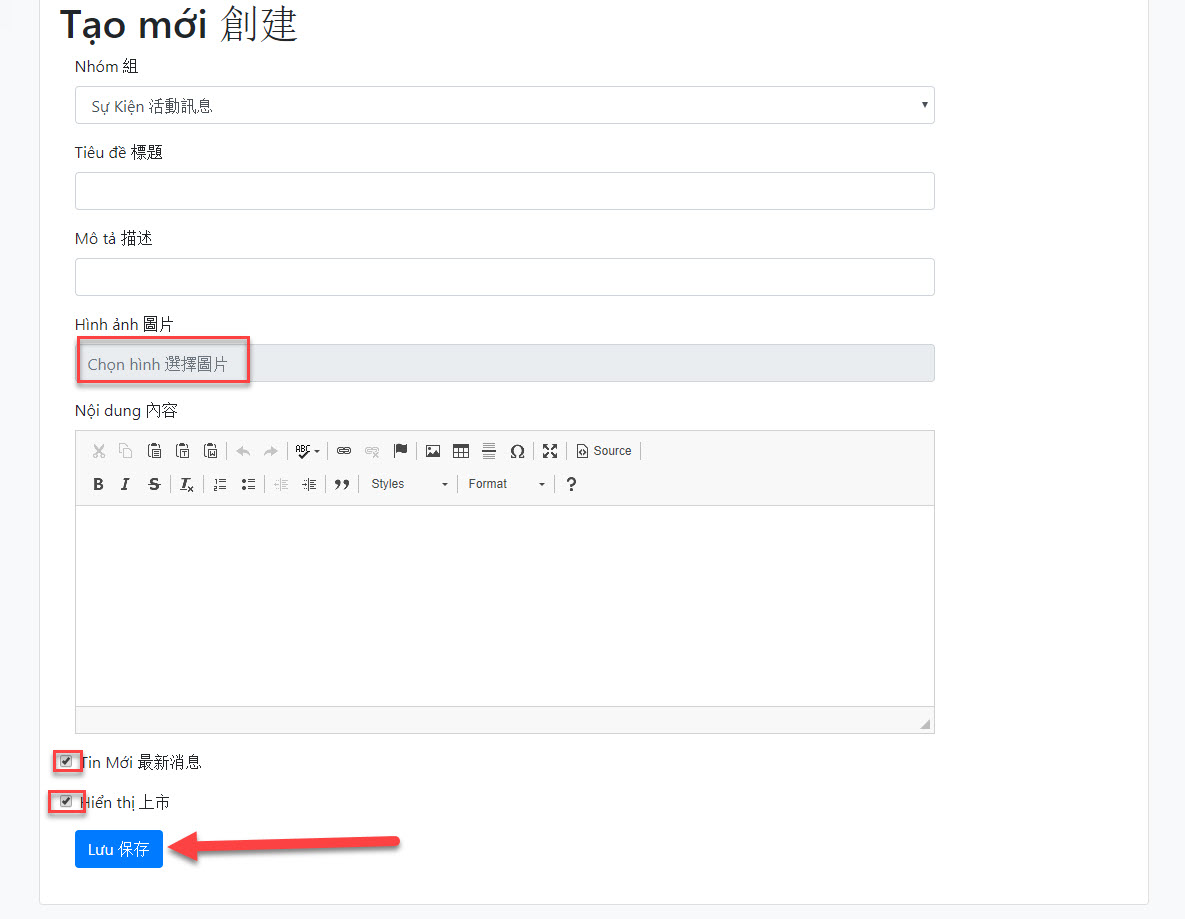 Tạo mới 創建
Nhóm 組
Sự Kiện 活動訊息
Tiêu đề 標題
Mô tả 描述
Hình ảnh 圖片
Chọn hình 選擇圖片
Nội dung 內容
ABC Ω Source
B I S Ix Styles Format ?
Tin Mới 最新消息
Hiển thị 上市
Lưu 保存